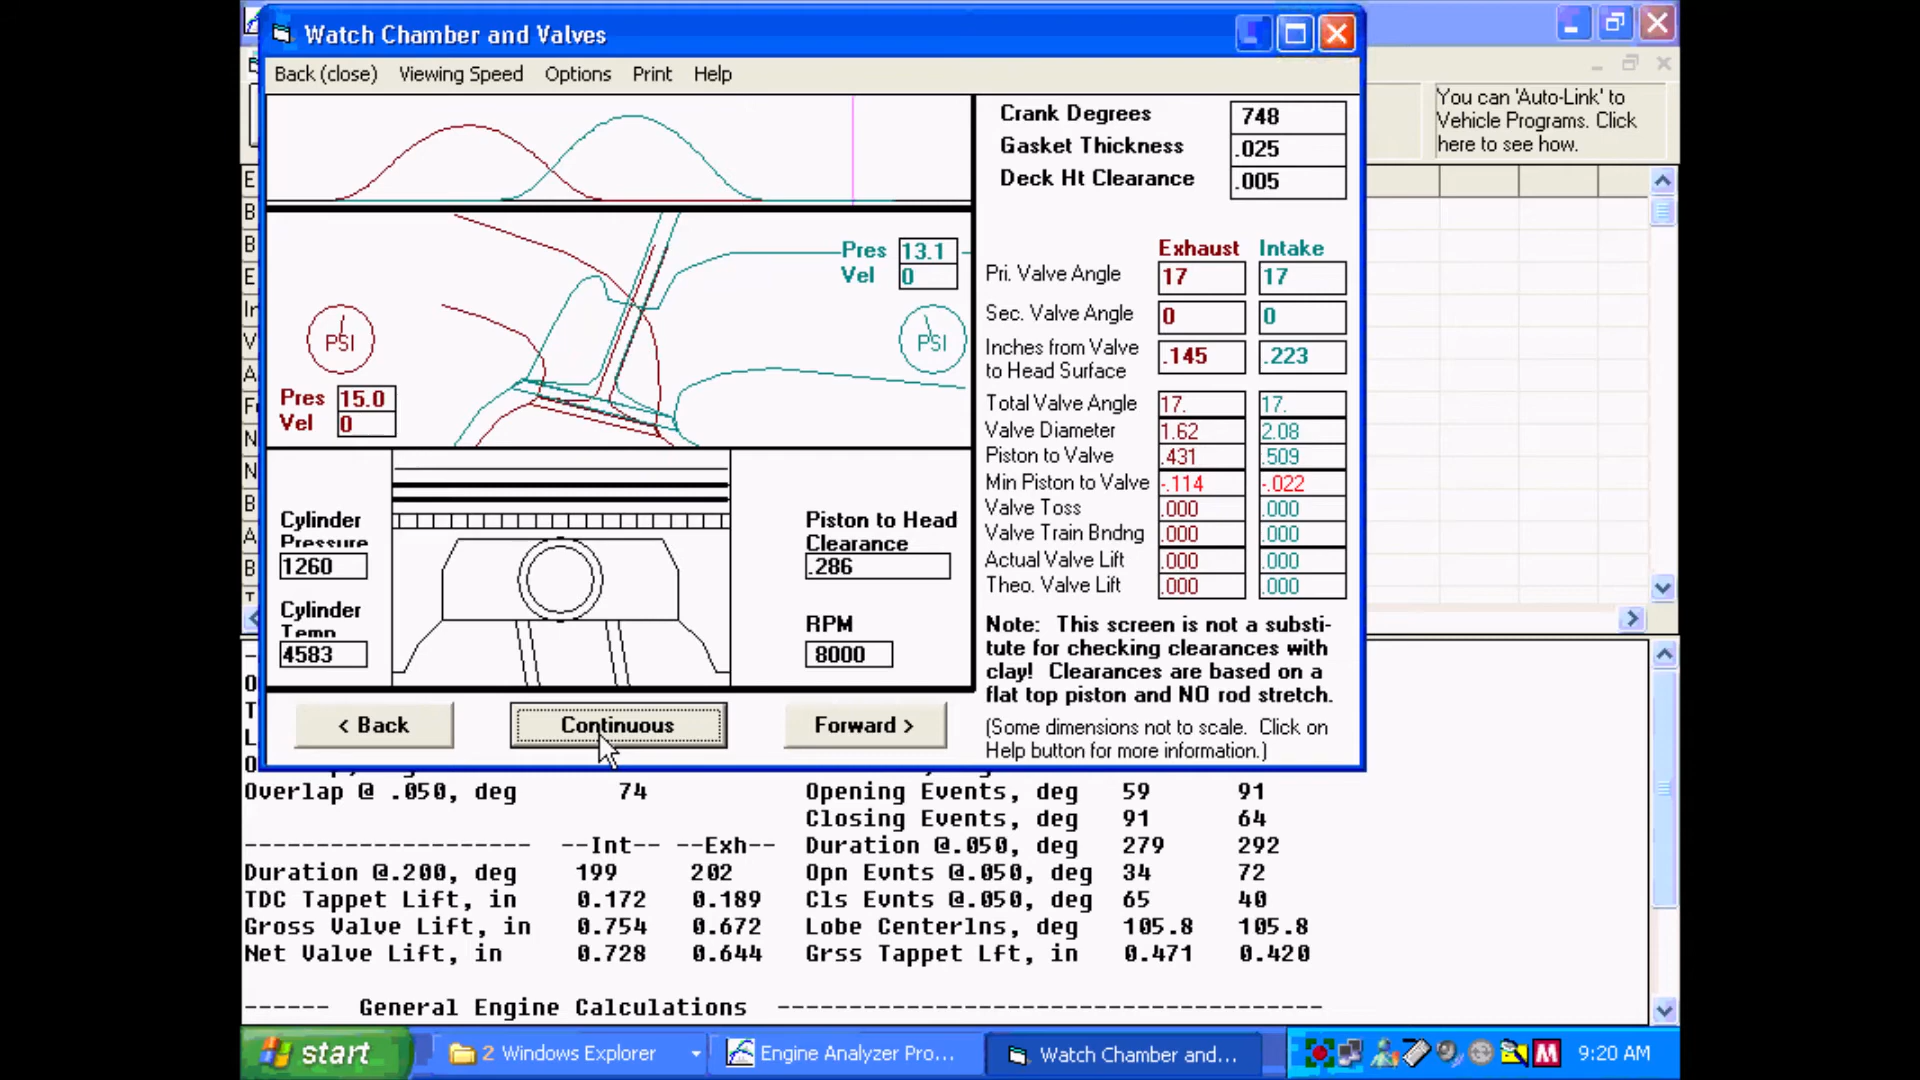 Watch Chamber and Valves
Back (close) Viewing Speed Options Print Help
You can 'Auto-Link' to
Vehicle Programs. Click
here to see how.
Crank Degrees 748
Gasket Thickness .025
Deck Ht Clearance .005
Exhaust Intake
Pri. Valve Angle 17 17
Sec. Valve Angle 0 0
Inches from Valve
to Head Surface .145 .223
Total Valve Angle 17. 17.
Valve Diameter 1.62 2.08
Piston to Valve .431 .509
Min Piston to Valve -.114 -.022
Valve Toss .000 .000
Valve Train Bndng .000 .000
Actual Valve Lift .000 .000
Theo. Valve Lift .000 .000
Note: This screen is not a substi-
tute for checking clearances with
clay! Clearances are based on a
flat top piston and NO rod stretch.
(Some dimensions not to scale. Click on
Help button for more information.)
Pres 13.1
Vel 0
PSI
PSI
Pres 15.0
Vel 0
Cylinder
Pressure
1260
Cylinder
Temp
4583
Piston to Head
Clearance
.286
RPM
8000
< Back Continuous Forward >
Overlap @ .050, deg 74 Opening Events, deg 59 91
Closing Events, deg 91 64
------------------- --Int-- --Exh-- Duration @.050, deg 279 292
Duration @.200, deg 199 202 Opn Evnts @.050, deg 34 72
TDC Tappet Lift, in 0.172 0.189 Cls Evnts @.050, deg 65 40
Gross Valve Lift, in 0.754 0.672 Lobe Centerlns, deg 105.8 105.8
Net Valve Lift, in 0.728 0.644 Grss Tappet Lft, in 0.471 0.420
------ General Engine Calculations ---------------------------------------
start 2 Windows Explorer Engine Analyzer Pro... Watch Chamber and... 9:20 AM